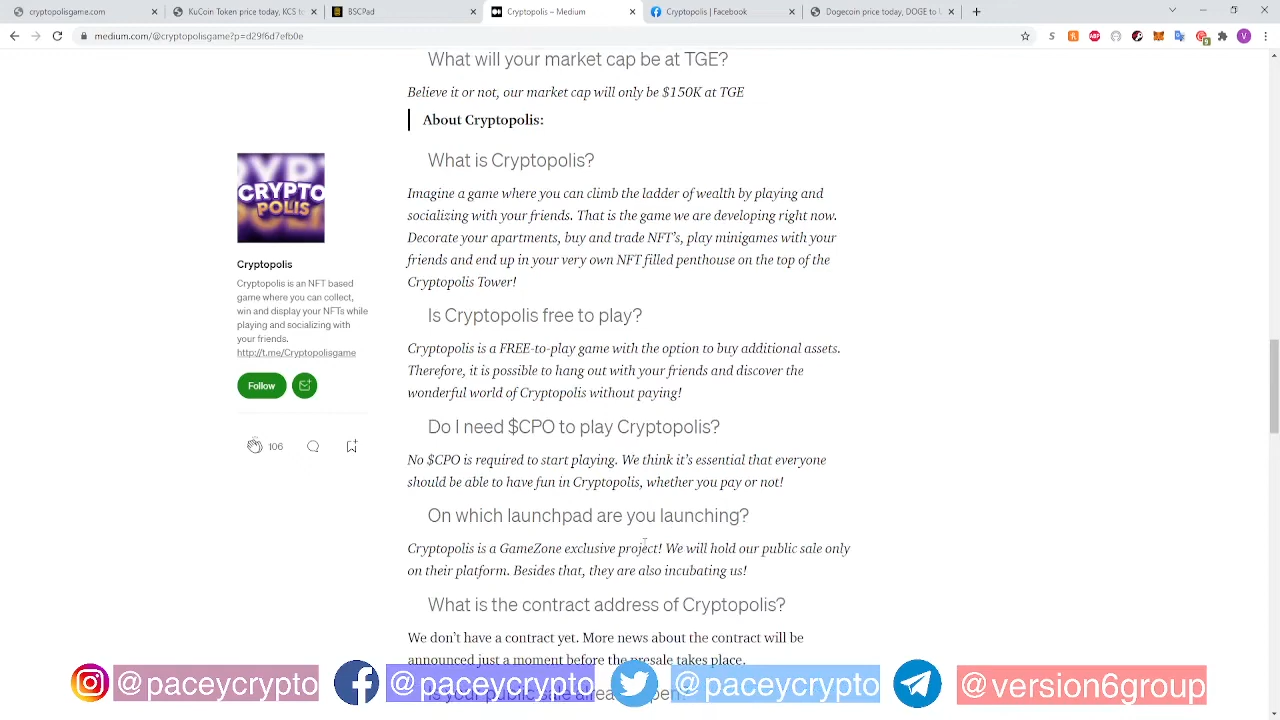 cryptopolisgame.com
KuCoin Token price today, KCS to
BSCPad
Cryptopolis – Medium
Cryptopolis | Facebook
Dogecoin price today, DOGE to U
medium.com/@cryptopolisgame?p=d29f6d7efb0e
What will your market cap be at TGE?
Believe it or not, our market cap will only be $150K at TGE
About Cryptopolis:
What is Cryptopolis?
Imagine a game where you can climb the ladder of wealth by playing and
socializing with your friends. That is the game we are developing right now.
Decorate your apartments, buy and trade NFT's, play minigames with your
friends and end up in your very own NFT filled penthouse on the top of the
Cryptopolis Tower!
Is Cryptopolis free to play?
Cryptopolis is a FREE-to-play game with the option to buy additional assets.
Therefore, it is possible to hang out with your friends and discover the
wonderful world of Cryptopolis without paying!
Do I need $CPO to play Cryptopolis?
No $CPO is required to start playing. We think it's essential that everyone
should be able to have fun in Cryptopolis, whether you pay or not!
On which launchpad are you launching?
Cryptopolis is a GameZone exclusive project! We will hold our public sale only
on their platform. Besides that, they are also incubating us!
What is the contract address of Cryptopolis?
We don't have a contract yet. More news about the contract will be
announced just a moment before the presale takes place.
Is your public sale already open?
CRYPTO
POLIS
Cryptopolis
Cryptopolis is an NFT based
game where you can collect,
win and display your NFTs while
playing and socializing with
your friends.
http://t.me/Cryptopolisgame
Follow
106
@paceycrypto
@paceycrypto
@paceycrypto
@version6group